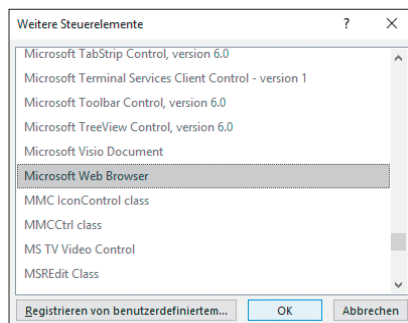 Weitere Steuerelemente ?
Microsoft TabStrip Control, version 6.0
Microsoft Terminal Services Client Control - version 1
Microsoft Toolbar Control, version 6.0
Microsoft TreeView Control, version 6.0
Microsoft Visio Document
Microsoft Web Browser
MMC IconControl class
MMCCtrl class
MS TV Video Control
MSREdit Class
Registrieren von benutzerdefiniertem... OK Abbrechen